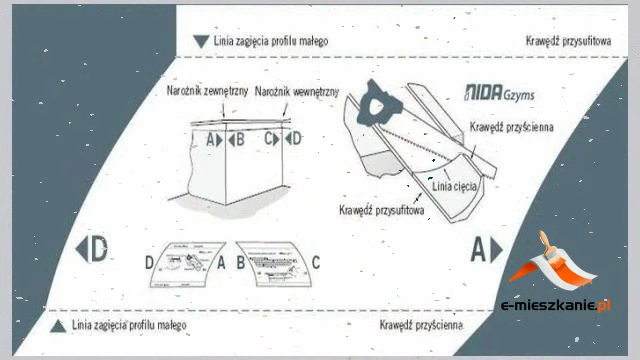 Linia zagięcia profilu małego
Krawędź przysufitowa
Narożnik zewnętrzny
Narożnik wewnętrzny
NIDA Gzyms
A B C D
Krawędź przyścienna
Linia cięcia
Krawędź przysufitowa
D
D A B C
A
e-mieszkanie.pl
Linia zagięcia profilu małego
Krawędź przyścienna